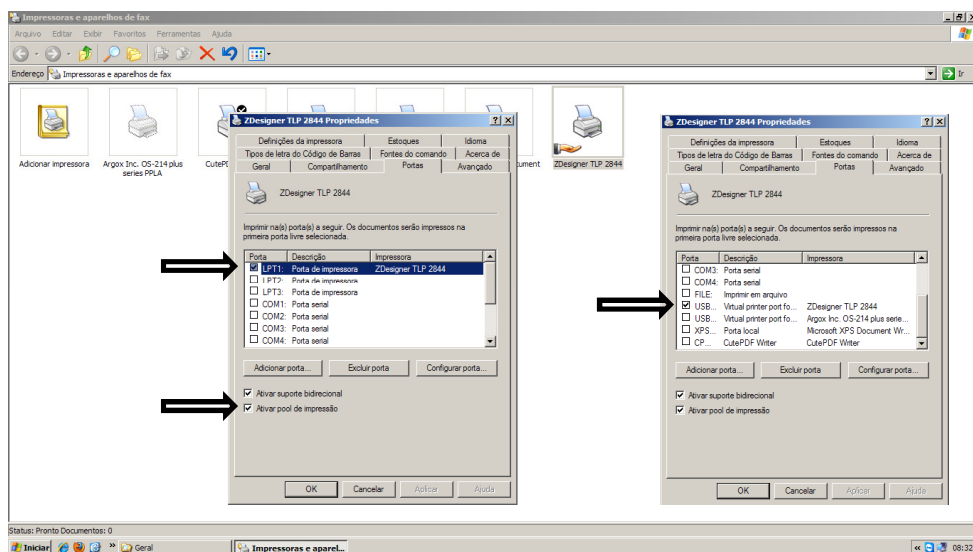 Impressoras e aparelhos de fax
Arquivo Editar Exibir Favoritos Ferramentas Ajuda
Endereço Impressoras e aparelhos de fax Ir
Adicionar impressora
Argox Inc. OS-214 plus series PPLA
ZDesigner TLP 2844
ZDesigner TLP 2844 Propriedades
Definições da impressora Estoques Idioma
Tipos de letra do Código de Barras Fontes do comando Acerca de
Geral Compartilhamento Portas Avançado
ZDesigner TLP 2844
Imprimir na(s) porta(s) a seguir. Os documentos serão impressos na
primeira porta livre selecionada.
Porta Descrição Impressora
LPT1: Porta de impressora ZDesigner TLP 2844
LPT2: Porta de impressora
LPT3: Porta de impressora
COM1: Porta serial
COM2: Porta serial
COM3: Porta serial
COM4: Porta serial
Adicionar porta... Excluir porta Configurar porta...
Ativar suporte bidirecional
Ativar pool de impressão
OK Cancelar Aplicar Ajuda
ZDesigner TLP 2844 Propriedades
Definições da impressora Estoques Idioma
Tipos de letra do Código de Barras Fontes do comando Acerca de
Geral Compartilhamento Portas Avançado
ZDesigner TLP 2844
Imprimir na(s) porta(s) a seguir. Os documentos serão impressos na
primeira porta livre selecionada.
Porta Descrição Impressora
COM3: Porta serial
COM4: Porta serial
FILE: Imprimir em arquivo
USB... Virtual printer port fo... ZDesigner TLP 2844
USB... Virtual printer port fo... Argox Inc. OS-214 plus serie...
XPS... Porta local Microsoft XPS Document Wr...
CP... CutePDF Writer CutePDF Writer
Adicionar porta... Excluir porta Configurar porta...
Ativar suporte bidirecional
Ativar pool de impressão
OK Cancelar Aplicar Ajuda
Status: Pronto Documentos: 0
Iniciar » Geral Impressoras e aparel... « 08:32